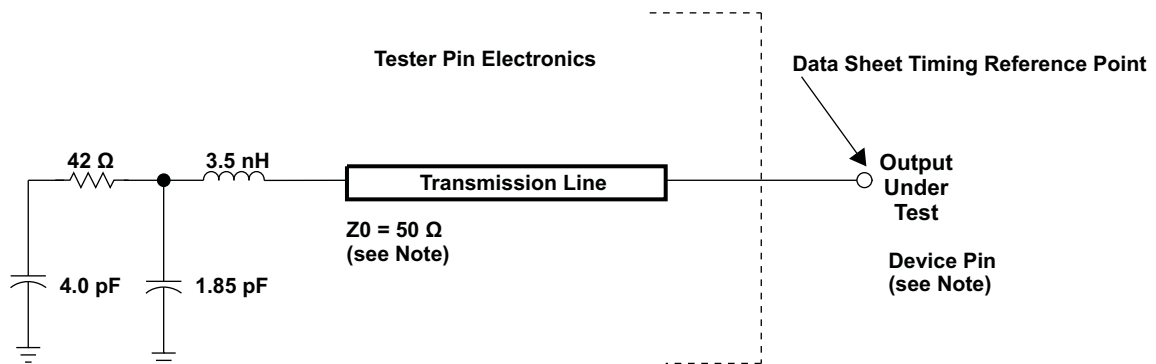 Tester Pin Electronics
Data Sheet Timing Reference Point
42 Ω
3.5 nH
Transmission Line
Output
Under
Test
Z0 = 50 Ω
(see Note)
Device Pin
(see Note)
4.0 pF
1.85 pF